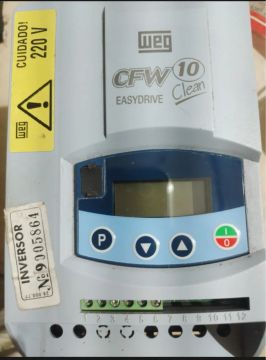 CUIDADO!
220 V
WEG
WEG
CFW 10
Clean
EASYDRIVE
P
I
0
INVERSOR
No. 9005864
1 2 3 4 5 6 7 8 9 10 11 12